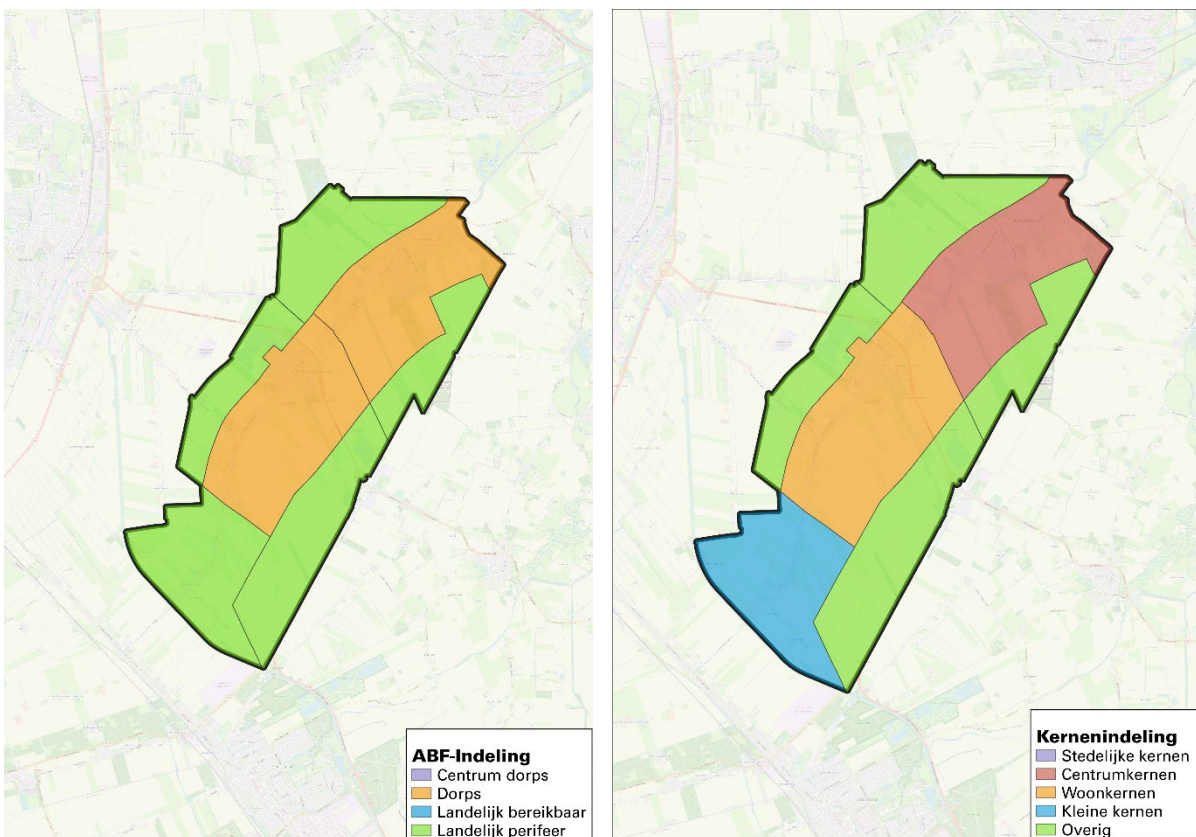 ABF-Indeling
Centrum dorps
Dorps
Landelijk bereikbaar
Landelijk perifeer
Kernenindeling
Stedelijke kernen
Centrumkernen
Woonkernen
Kleine kernen
Overig